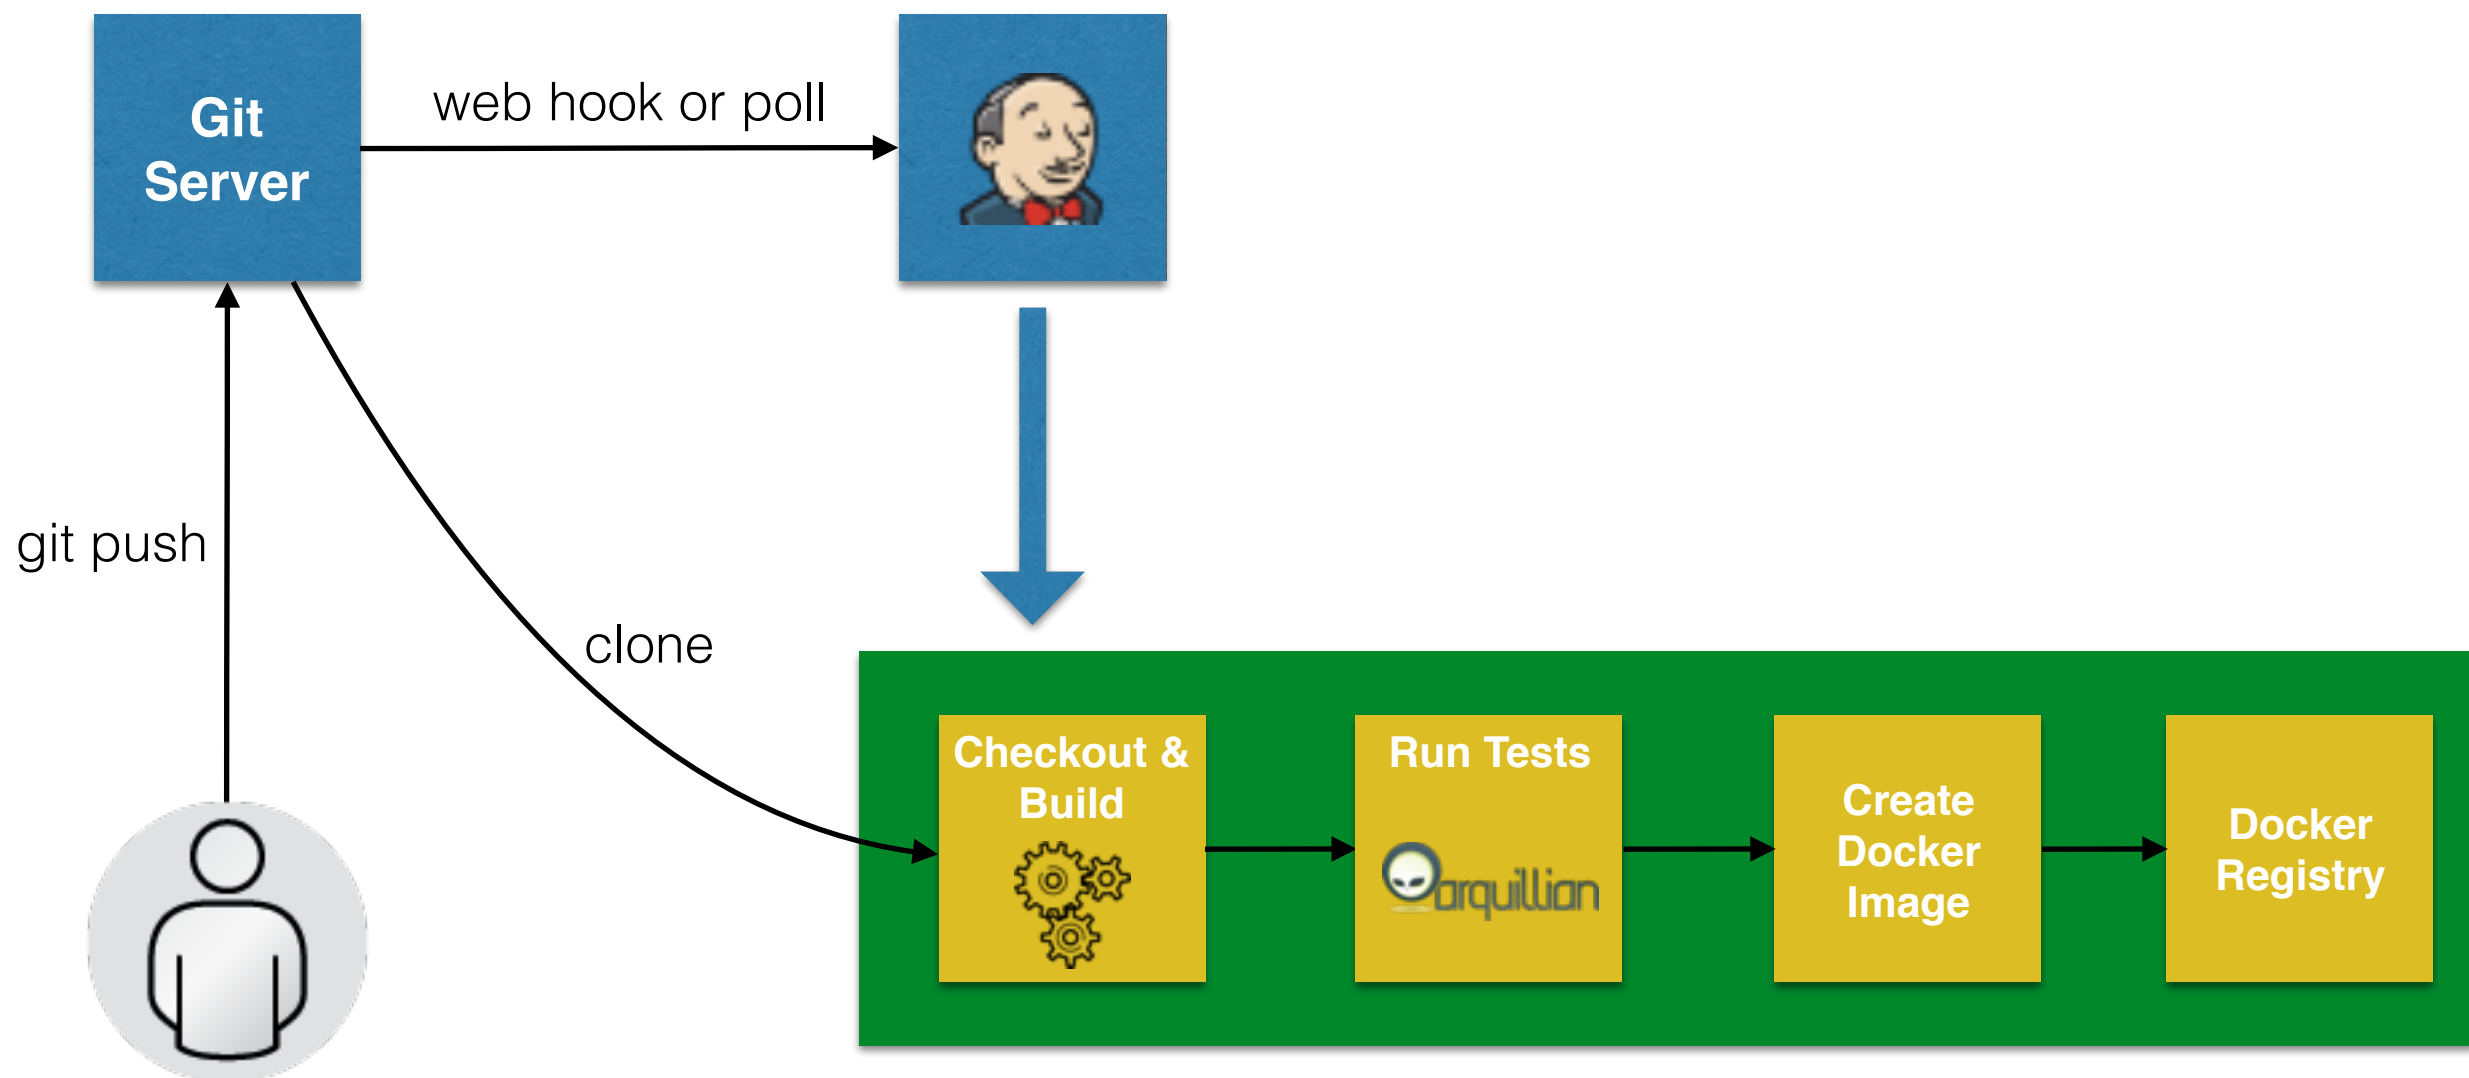 Git
Server
web hook or poll
git push
clone
Checkout &
Build
Run Tests
arquillian
Create
Docker
Image
Docker
Registry